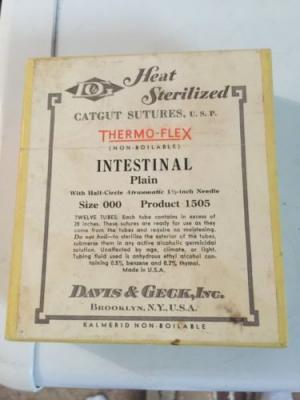 D&G
Heat
Sterilized
CATGUT SUTURES, U.S.P.
THERMO-FLEX
(NON-BOILABLE)
INTESTINAL
Plain
With Half-Circle Atraumatic 1⅛-inch Needle
Size 000 Product 1505
TWELVE TUBES. Each tube contains in excess of
28 inches. These sutures are ready for use as they
come from the tubes and require no moistening.
Do not boil—to sterilize the exterior of the tubes,
submerge them in any active alcoholic germicidal
solution. Unaffected by age, climate, or light.
Tubing fluid used is anhydrous ethyl alcohol con-
taining 0.5% benzene and 0.2% thymol.
Made in U.S.A.
DAVIS & GECK, INC.
BROOKLYN, N.Y., U.S.A.
KALMERID NON-BOILABLE